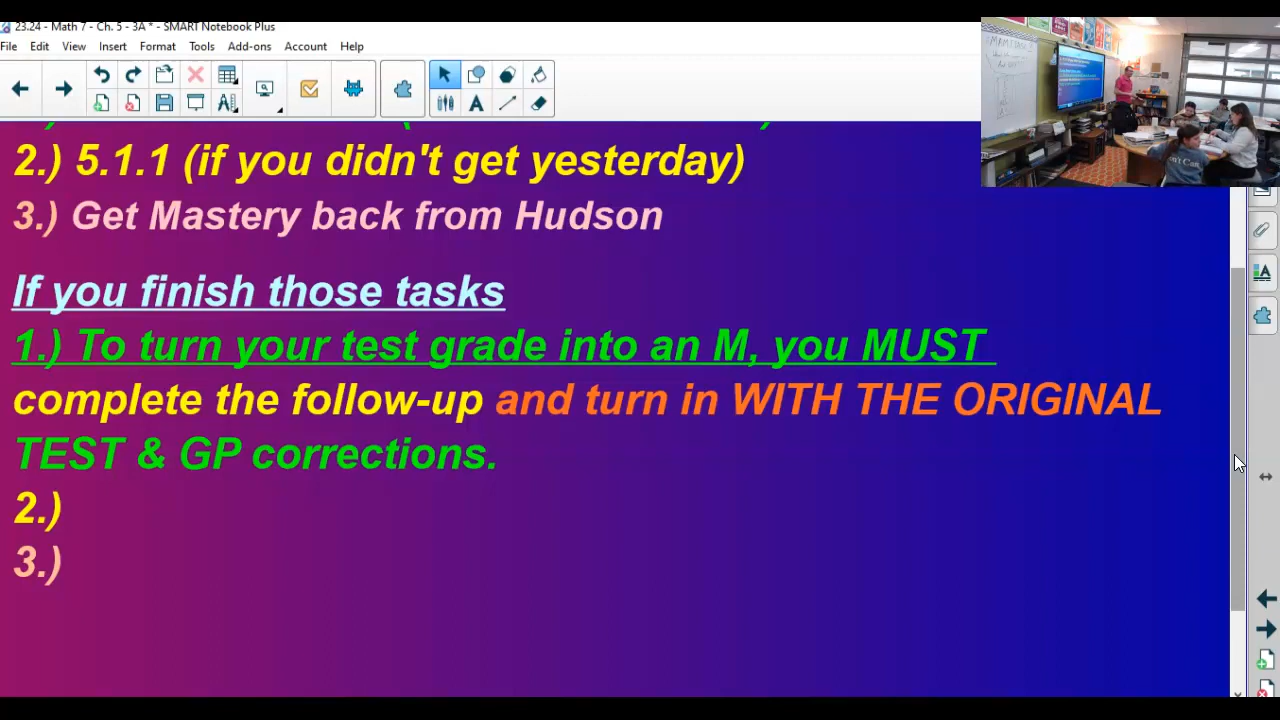 23.24 - Math 7 - Ch. 5 - 3A * - SMART Notebook Plus
File Edit View Insert Format Tools Add-ons Account Help
2.) 5.1.1 (if you didn't get yesterday)
3.) Get Mastery back from Hudson
If you finish those tasks
1.) To turn your test grade into an M, you MUST
complete the follow-up and turn in WITH THE ORIGINAL
TEST & GP corrections.
2.)
3.)